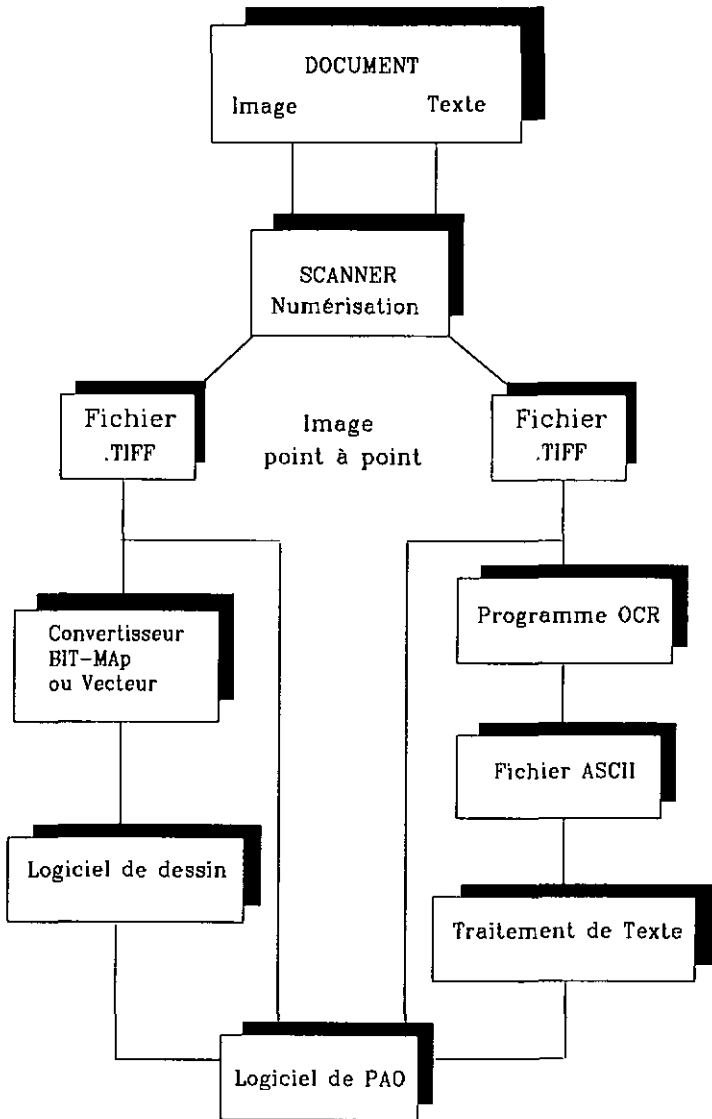 DOCUMENT
Image Texte
SCANNER
Numérisation
Fichier
.TIFF
Image
point à point
Fichier
.TIFF
Convertisseur
BIT-MAp
ou Vecteur
Programme OCR
Fichier ASCII
Logiciel de dessin
Traitement de Texte
Logiciel de PAO